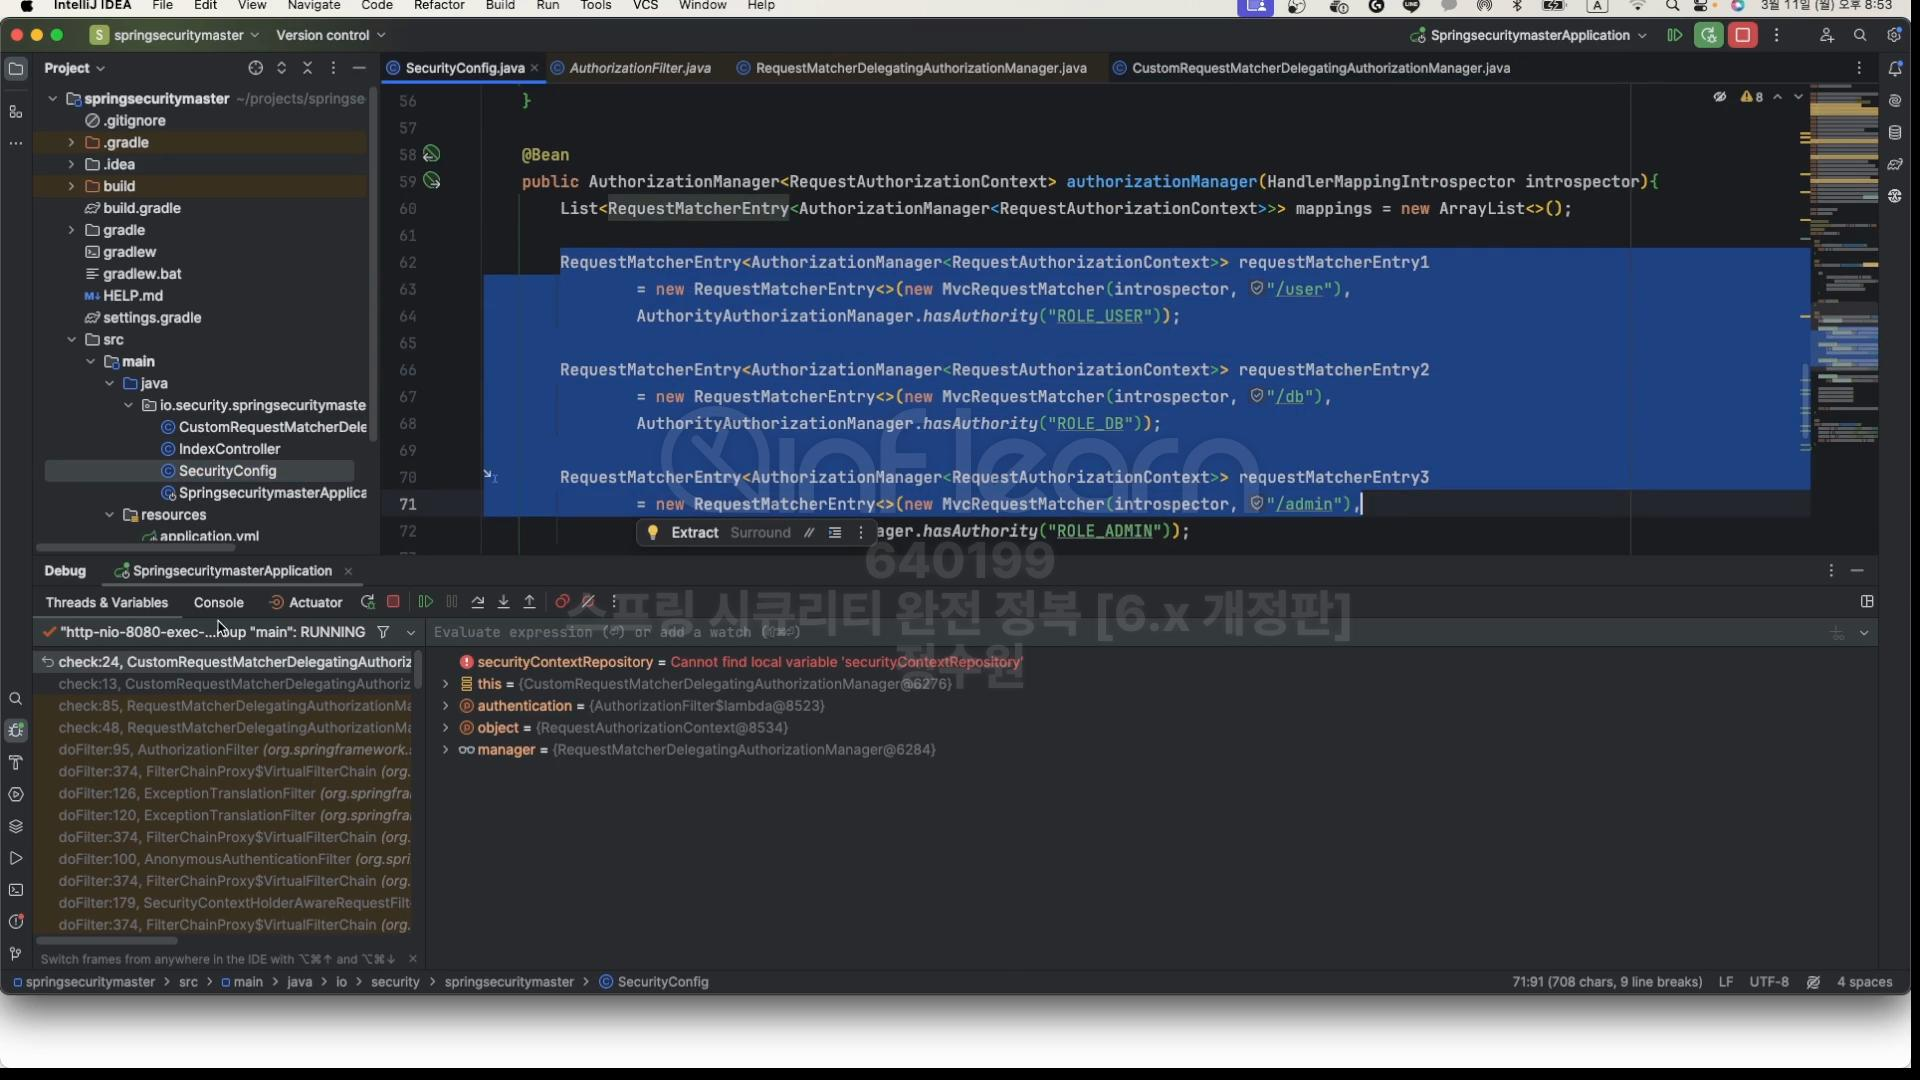 IntelliJ IDEA File Edit View Navigate Code Refactor Build Run Tools VCS Window Help 3월 11일 (월) 오후 8:53
S springsecuritymaster Version control SpringsecuritymasterApplication
Project SecurityConfig.java AuthorizationFilter.java RequestMatcherDelegatingAuthorizationManager.java CustomRequestMatcherDelegatingAuthorizationManager.java
springsecuritymaster ~/projects/springse
.gitignore
.gradle
.idea
build
build.gradle
gradle
gradlew
gradlew.bat
HELP.md
settings.gradle
src
main
java
io.security.springsecuritymaste
CustomRequestMatcherDele
IndexController
SecurityConfig
SpringsecuritymasterApplica
resources
application.yml
8
56 }
57
58 @Bean
59 public AuthorizationManager<RequestAuthorizationContext> authorizationManager(HandlerMappingIntrospector introspector){
60 List<RequestMatcherEntry<AuthorizationManager<RequestAuthorizationContext>>> mappings = new ArrayList<>();
61
62 RequestMatcherEntry<AuthorizationManager<RequestAuthorizationContext>> requestMatcherEntry1
63 = new RequestMatcherEntry<>(new MvcRequestMatcher(introspector, "/user"),
64 AuthorityAuthorizationManager.hasAuthority("ROLE_USER"));
65
66 RequestMatcherEntry<AuthorizationManager<RequestAuthorizationContext>> requestMatcherEntry2
67 = new RequestMatcherEntry<>(new MvcRequestMatcher(introspector, "/db"),
68 AuthorityAuthorizationManager.hasAuthority("ROLE_DB"));
69
70 RequestMatcherEntry<AuthorizationManager<RequestAuthorizationContext>> requestMatcherEntry3
71 = new RequestMatcherEntry<>(new MvcRequestMatcher(introspector, "/admin"),
72 ager.hasAuthority("ROLE_ADMIN"));
Extract Surround //
inflearn
640199
스프링 시큐리티 완전 정복 [6.x 개정판]
정수원
Debug SpringsecuritymasterApplication
Threads & Variables Console Actuator
"http-nio-8080-exec-...oup "main": RUNNING
Evaluate expression (⏎) or add a watch (⇧⌘⏎)
check:24, CustomRequestMatcherDelegatingAuthoriz
check:13, CustomRequestMatcherDelegatingAuthoriz
check:85, RequestMatcherDelegatingAuthorizationMa
check:48, RequestMatcherDelegatingAuthorizationMa
doFilter:95, AuthorizationFilter (org.springframework.
doFilter:374, FilterChainProxy$VirtualFilterChain (org.
doFilter:126, ExceptionTranslationFilter (org.springfra
doFilter:120, ExceptionTranslationFilter (org.springfra
doFilter:374, FilterChainProxy$VirtualFilterChain (org.
doFilter:100, AnonymousAuthenticationFilter (org.spri
doFilter:374, FilterChainProxy$VirtualFilterChain (org.
doFilter:179, SecurityContextHolderAwareRequestFilt
doFilter:374, FilterChainProxy$VirtualFilterChain (org.
Switch frames from anywhere in the IDE with ⌥⌘↑ and ⌥⌘↓
securityContextRepository = Cannot find local variable 'securityContextRepository'
this = {CustomRequestMatcherDelegatingAuthorizationManager@6276}
authentication = {AuthorizationFilter$lambda@8523}
object = {RequestAuthorizationContext@8534}
manager = {RequestMatcherDelegatingAuthorizationManager@6284}
springsecuritymaster > src > main > java > io > security > springsecuritymaster > SecurityConfig
71:91 (708 chars, 9 line breaks) LF UTF-8 4 spaces